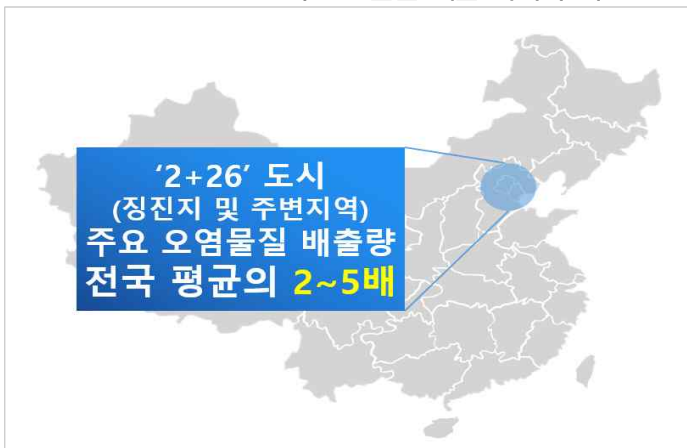 ‘2+26’ 도시
(징진지 및 주변지역)
주요 오염물질 배출량
전국 평균의 2~5배